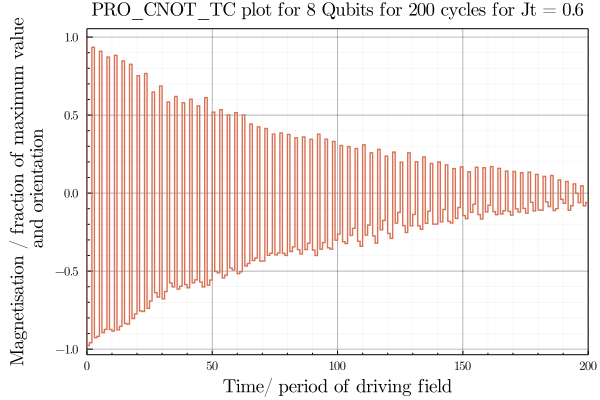 PRO_CNOT_TC plot for 8 Qubits for 200 cycles for Jt = 0.6
Magnetisation / fraction of maximum value
and orientation
1.0
0.5
0.0
−0.5
−1.0
0
50
100
150
200
Time/ period of driving field